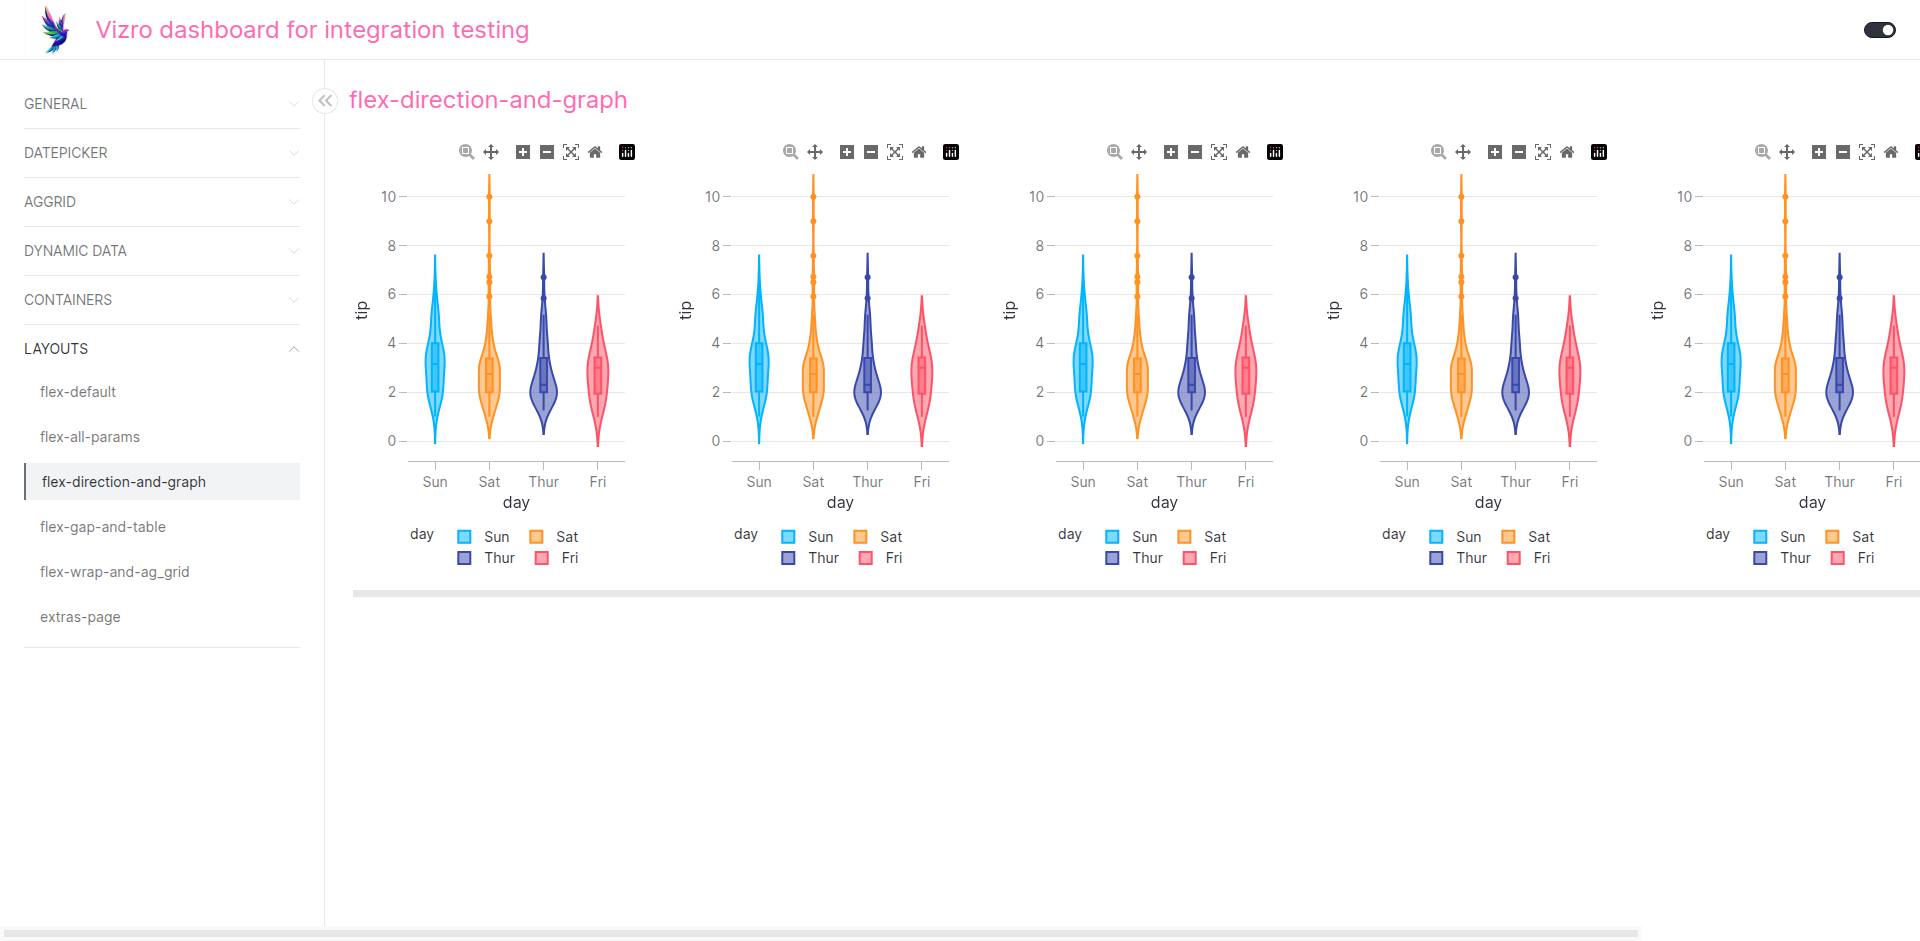 Vizro dashboard for integration testing
GENERAL
DATEPICKER
AGGRID
DYNAMIC DATA
CONTAINERS
LAYOUTS
flex-default
flex-all-params
flex-direction-and-graph
flex-gap-and-table
flex-wrap-and-ag_grid
extras-page
flex-direction-and-graph
10
8
6
4
2
0
tip
Sun Sat Thur Fri
day
day Sun Sat
Thur Fri
10
8
6
4
2
0
tip
Sun Sat Thur Fri
day
day Sun Sat
Thur Fri
10
8
6
4
2
0
tip
Sun Sat Thur Fri
day
day Sun Sat
Thur Fri
10
8
6
4
2
0
tip
Sun Sat Thur Fri
day
day Sun Sat
Thur Fri
10
8
6
4
2
0
tip
Sun Sat Thur Fri
day
day Sun Sat
Thur Fri